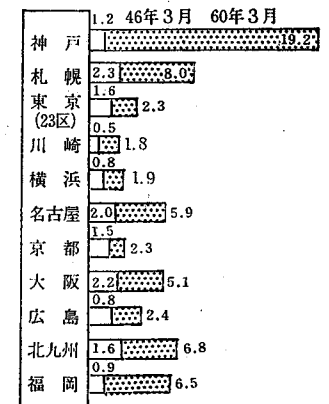 1.2 46年3月 60年3月
神戸 19.2
札幌 2.3 8.0
1.6
東京 2.3
(23区)
0.5
川崎 1.8
0.8
横浜 1.9
名古屋 2.0 5.9
1.5
京都 2.3
大阪 2.2 5.1
0.8
広島 2.4
北九州 1.6 6.8
0.9
福岡 6.5